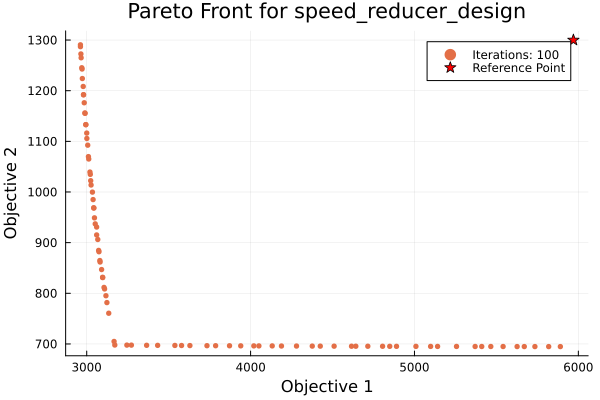 Pareto Front for speed_reducer_design
1300
1200
1100
1000
900
800
700
Objective 2
Iterations: 100
Reference Point
3000 4000 5000 6000
Objective 1